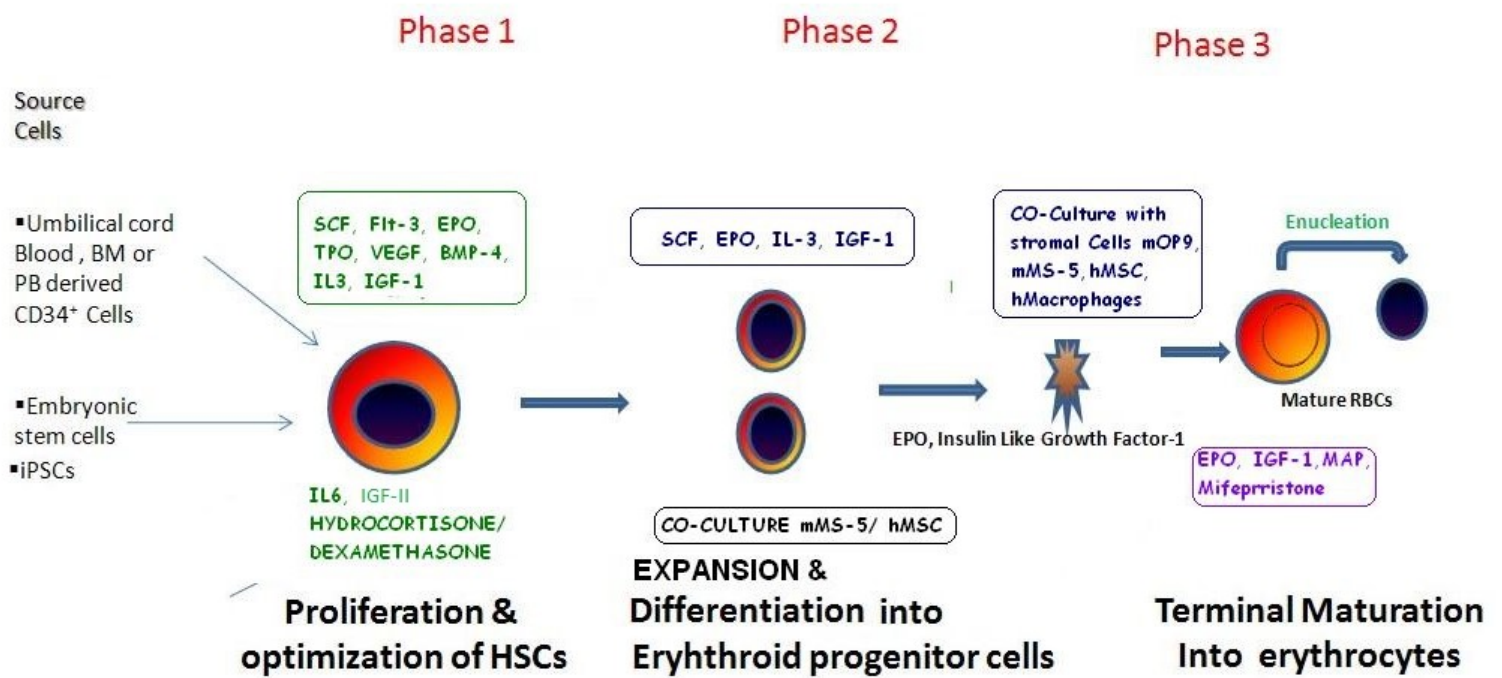 Phase 1
Phase 2
Phase 3
Source
Cells
▪Umbilical cord
Blood , BM or
PB derived
CD34⁺ Cells
▪Embryonic
stem cells
▪iPSCs
SCF, Flt-3, EPO,
TPO, VEGF, BMP-4,
IL3, IGF-1
IL6, IGF-II
HYDROCORTISONE/
DEXAMETHASONE
Proliferation &
optimization of HSCs
SCF, EPO, IL-3, IGF-1
I
CO-CULTURE mMS-5/ hMSC
EXPANSION &
Differentiation into
Eryhthroid progenitor cells
CO-Culture with
stromal Cells mOP9,
mMS-5, hMSC,
hMacrophages
EPO, Insulin Like Growth Factor-1
Enucleation
Mature RBCs
EPO, IGF-1, MAP,
Mifeprristone
Terminal Maturation
Into erythrocytes